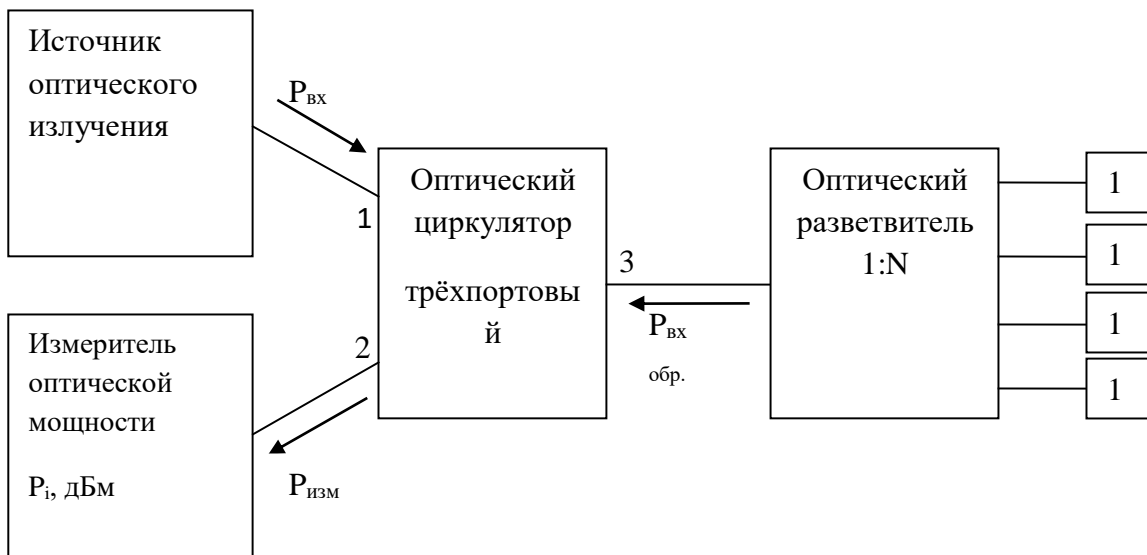 Источник
оптического
излучения
Pвх
1
Оптический
циркулятор
трёхпортовы
й
3
Pвх
обр.
Оптический
разветвитель
1:N
1
1
1
1
Измеритель
оптической
мощности
Pi, дБм
2
Pизм